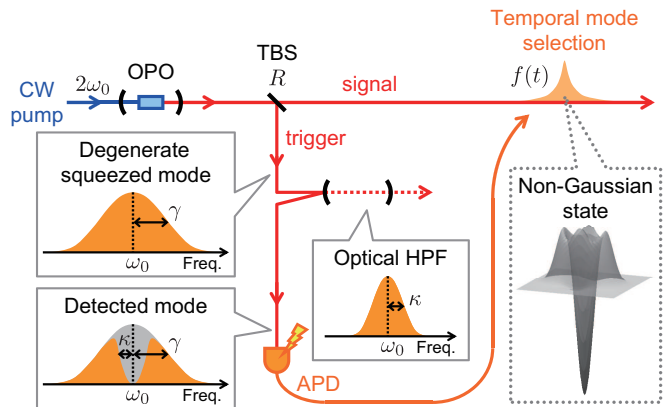 Temporal mode
selection
TBS
R
OPO
2ω₀
CW
pump
signal
f(t)
trigger
Degenerate
squeezed mode
γ
ω₀
Freq.
Non-Gaussian
state
Optical HPF
κ
ω₀
Freq.
Detected mode
κ
γ
ω₀
Freq.
APD